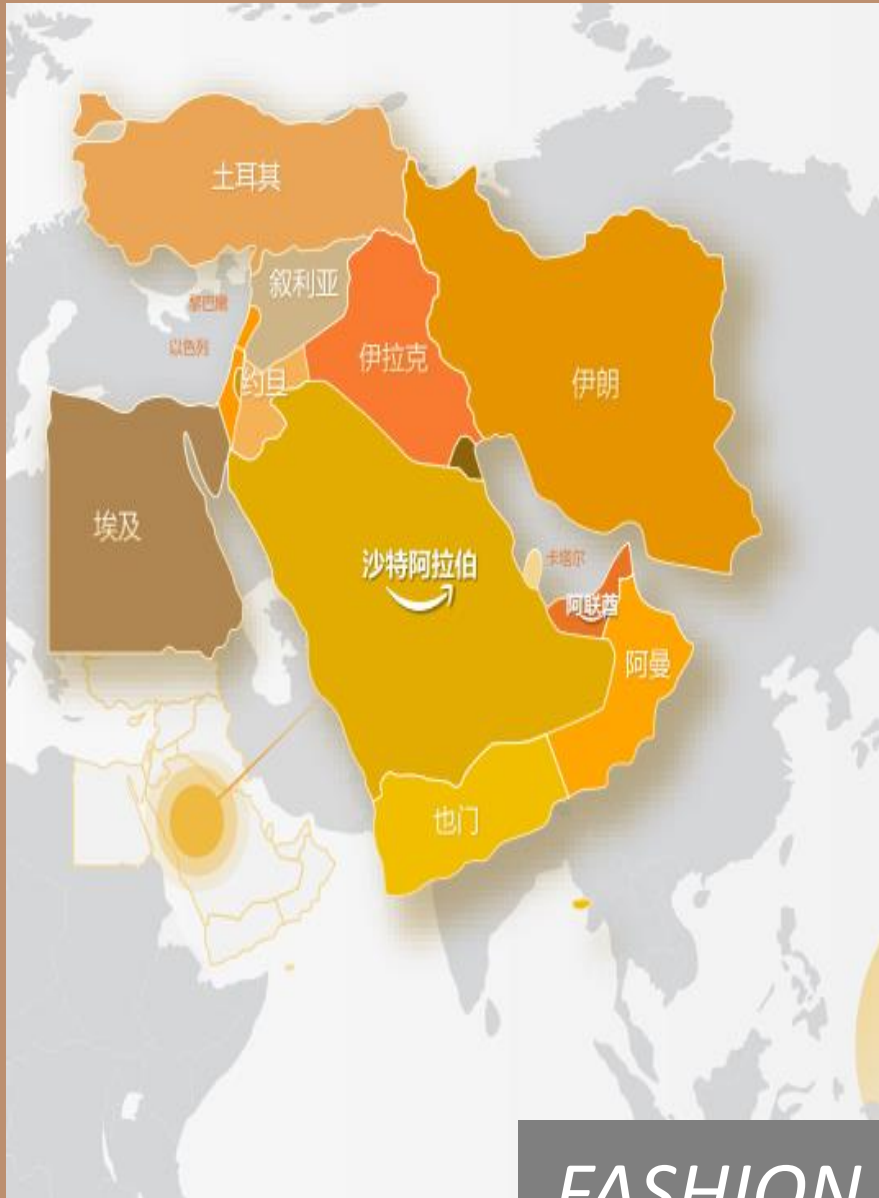 土耳其
叙利亚
黎巴嫩
以色列
约旦
伊拉克
伊朗
埃及
沙特阿拉伯
卡塔尔
阿联酋
阿曼
也门
FASHION